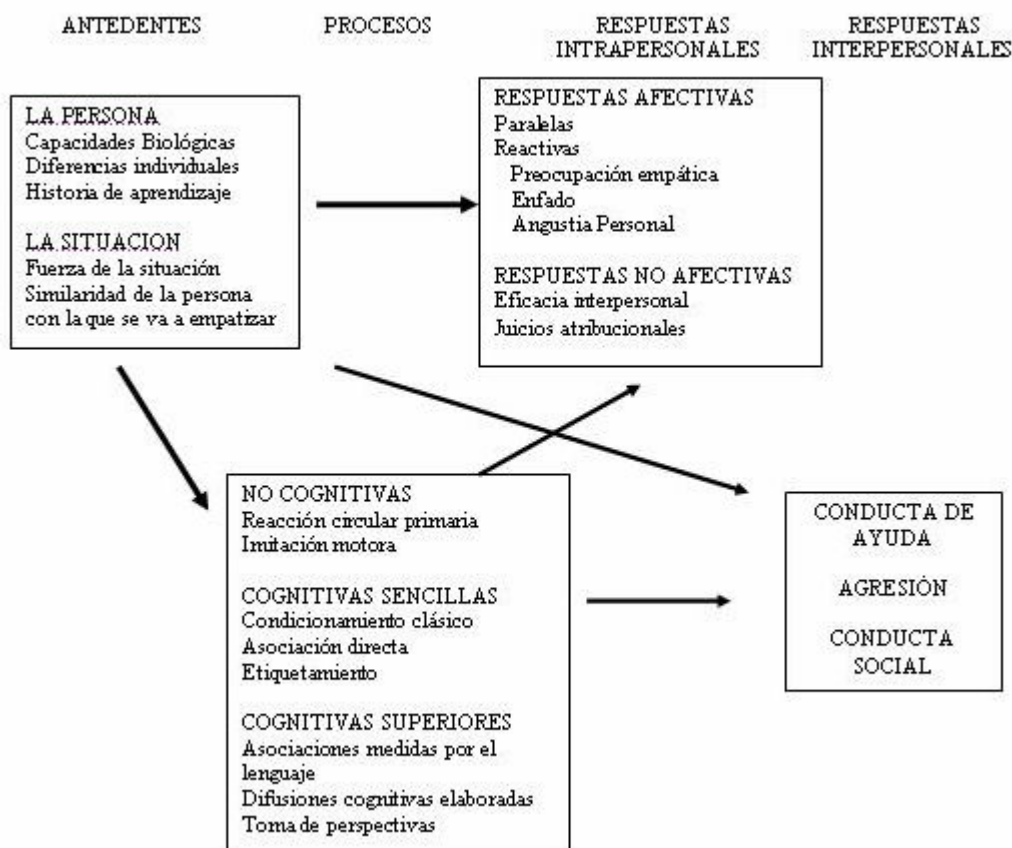 ANTEDENTES
PROCESOS
RESPUESTAS
INTRAPERSONALES
RESPUESTAS
INTERPERSONALES
LA PERSONA
Capacidades Biológicas
Diferencias individuales
Historia de aprendizaje
LA SITUACION
Fuerza de la situación
Similaridad de la persona
con la que se va a empatizar
RESPUESTAS AFECTIVAS
Paralelas
Reactivas
Preocupación empática
Enfado
Angustia Personal
RESPUESTAS NO AFECTIVAS
Eficacia interpersonal
Juicios atribucionales
NO COGNITIVAS
Reacción circular primaria
Imitación motora
COGNITIVAS SENCILLAS
Condicionamiento clásico
Asociación directa
Etiquetamiento
COGNITIVAS SUPERIORES
Asociaciones medidas por el
lenguaje
Difusiones cognitivas elaboradas
Toma de perspectivas
CONDUCTA DE
AYUDA
AGRESIÓN
CONDUCTA
SOCIAL